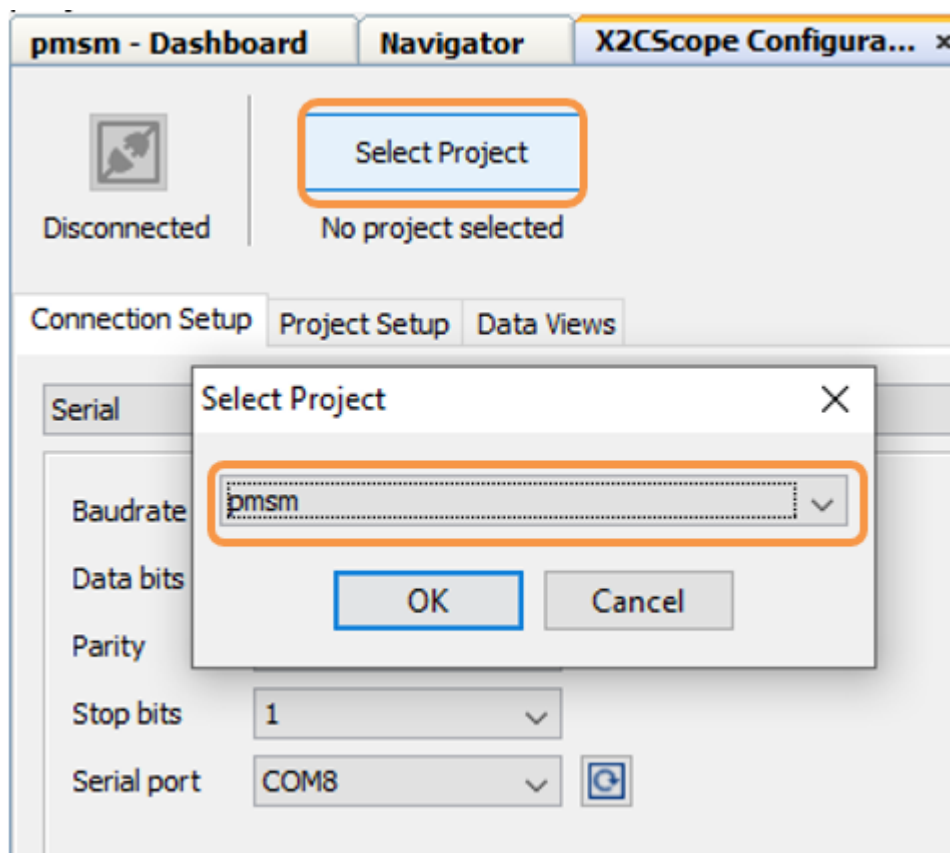 pmsm - Dashboard
Navigator
X2CScope Configura... ×
Select Project
Disconnected
No project selected
Connection Setup
Project Setup
Data Views
Serial
Select Project
Baudrate
pmsm
Data bits
OK
Cancel
Parity
Stop bits
1
Serial port
COM8